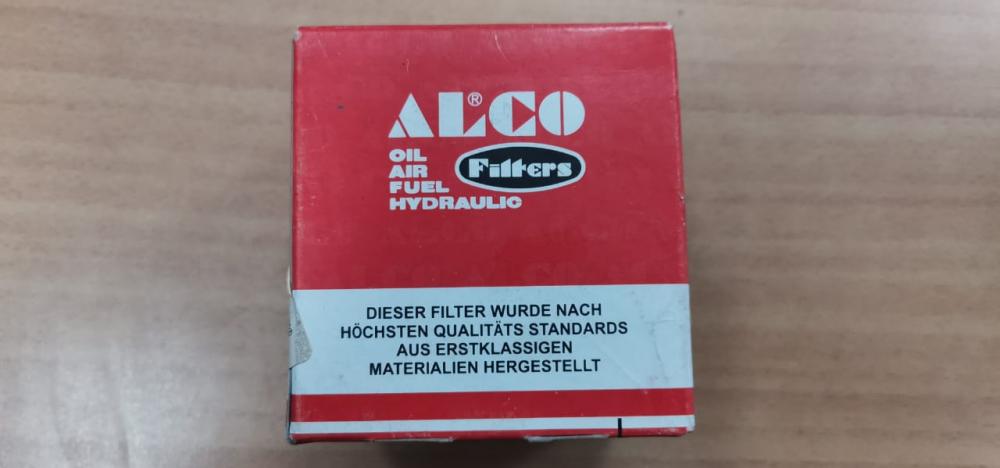 ALCO®
OIL
AIR
FUEL
HYDRAULIC
Filters
DIESER FILTER WURDE NACH
HÖCHSTEN QUALITÄTS STANDARDS
AUS ERSTKLASSIGEN
MATERIALIEN HERGESTELLT